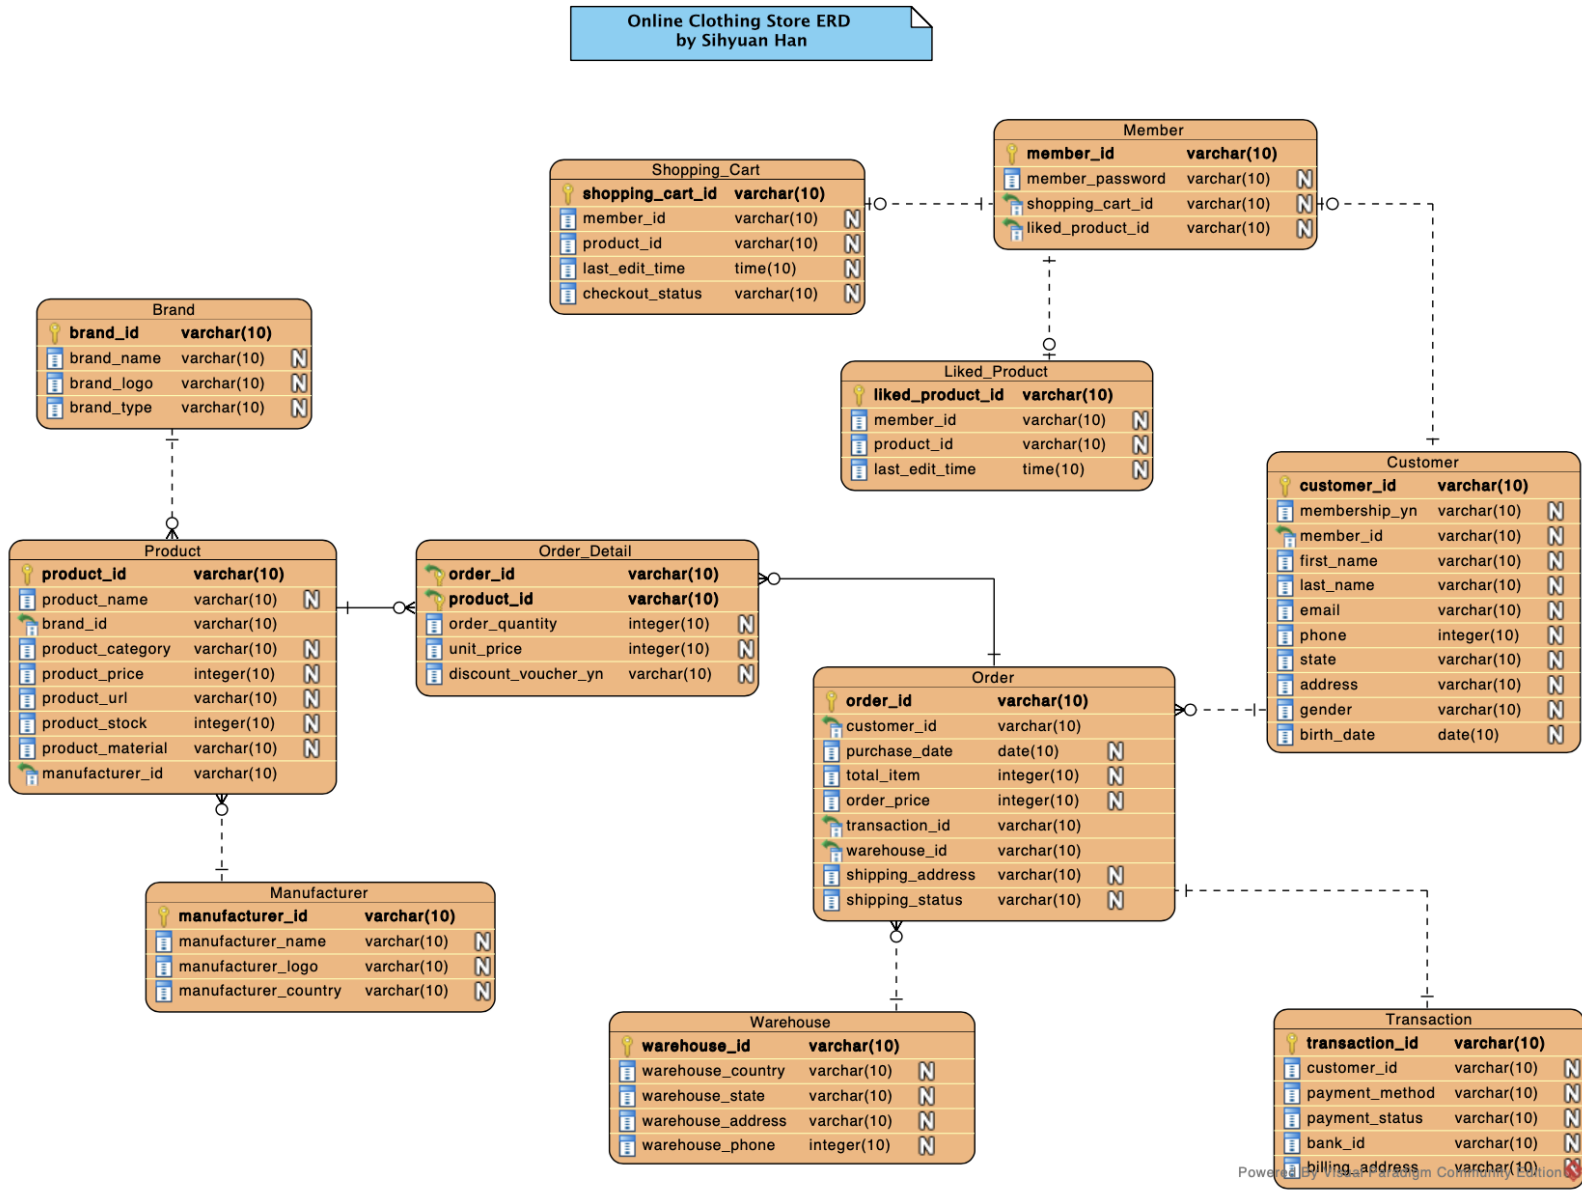 Online Clothing Store ERD
by Sihyuan Han
Member
member_id varchar(10)
member_password varchar(10) N
shopping_cart_id varchar(10) N
liked_product_id varchar(10) N
Shopping_Cart
shopping_cart_id varchar(10)
member_id varchar(10) N
product_id varchar(10) N
last_edit_time time(10) N
checkout_status varchar(10) N
Brand
brand_id varchar(10)
brand_name varchar(10) N
brand_logo varchar(10) N
brand_type varchar(10) N
Liked_Product
liked_product_id varchar(10)
member_id varchar(10) N
product_id varchar(10) N
last_edit_time time(10) N
Customer
customer_id varchar(10)
membership_yn varchar(10) N
member_id varchar(10) N
first_name varchar(10) N
last_name varchar(10) N
email varchar(10) N
phone integer(10) N
state varchar(10) N
address varchar(10) N
gender varchar(10) N
birth_date date(10) N
Product
product_id varchar(10)
product_name varchar(10) N
brand_id varchar(10)
product_category varchar(10) N
product_price integer(10) N
product_url varchar(10) N
product_stock integer(10) N
product_material varchar(10) N
manufacturer_id varchar(10)
Order_Detail
order_id varchar(10)
product_id varchar(10)
order_quantity integer(10) N
unit_price integer(10) N
discount_voucher_yn varchar(10) N
Order
order_id varchar(10)
customer_id varchar(10)
purchase_date date(10) N
total_item integer(10) N
order_price integer(10) N
transaction_id varchar(10)
warehouse_id varchar(10)
shipping_address varchar(10) N
shipping_status varchar(10) N
Manufacturer
manufacturer_id varchar(10)
manufacturer_name varchar(10) N
manufacturer_logo varchar(10) N
manufacturer_country varchar(10) N
Warehouse
warehouse_id varchar(10)
warehouse_country varchar(10) N
warehouse_state varchar(10) N
warehouse_address varchar(10) N
warehouse_phone integer(10) N
Transaction
transaction_id varchar(10)
customer_id varchar(10) N
payment_method varchar(10) N
payment_status varchar(10) N
bank_id varchar(10) N
billing_address varchar(10) N
Powered By Visual Paradigm Community Edition